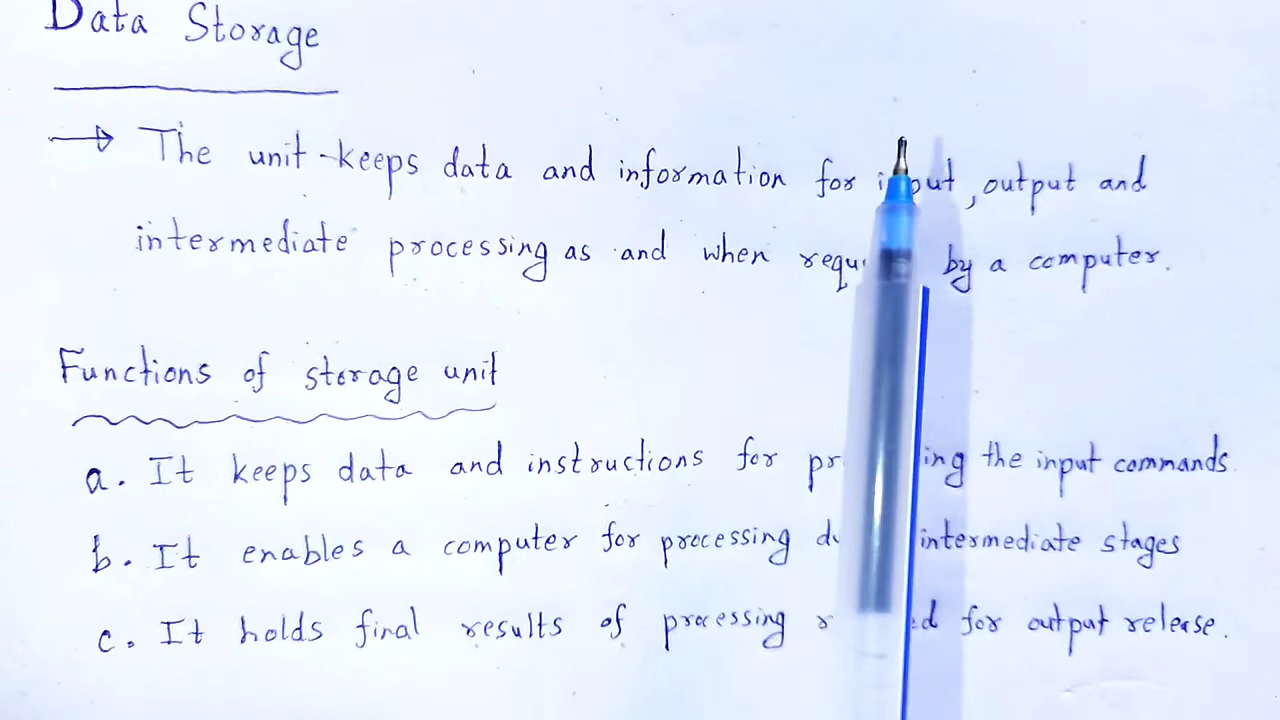 Data Storage
→ The unit keeps data and information for input, output and
intermediate processing as and when by a computer.
Functions of storage unit
a. It keeps data and instructions for the input commands
b. It enables a computer for processing intermediate stages
c. It holds final results of processing for output release.